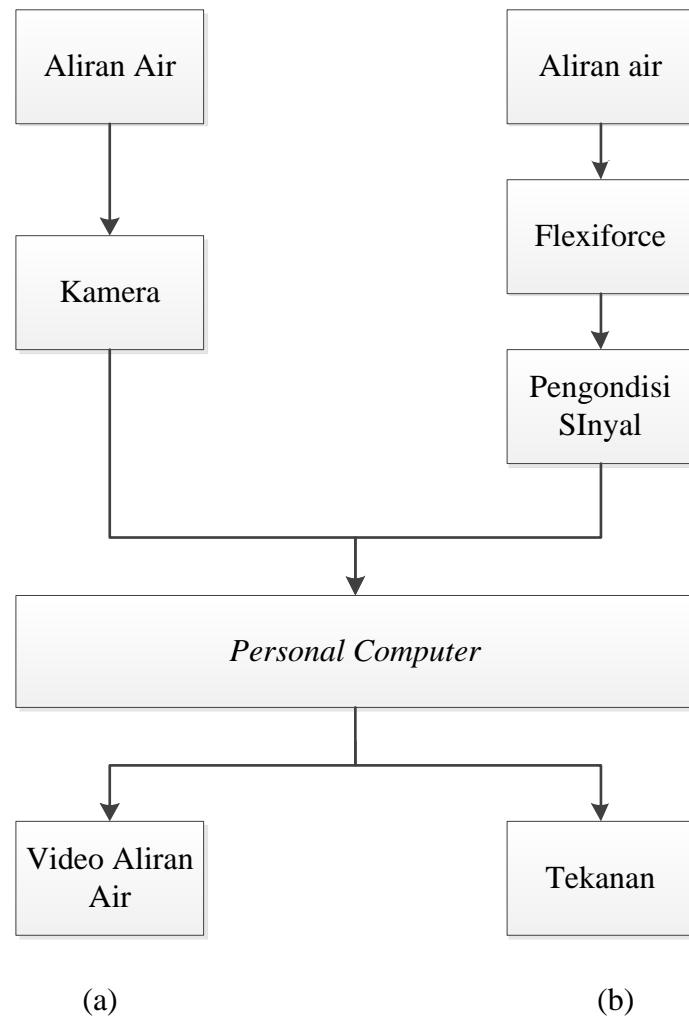 Aliran Air
Aliran air
Kamera
Flexiforce
Pengondisi
SInyal
Personal Computer
Video Aliran
Air
Tekanan
(a)
(b)